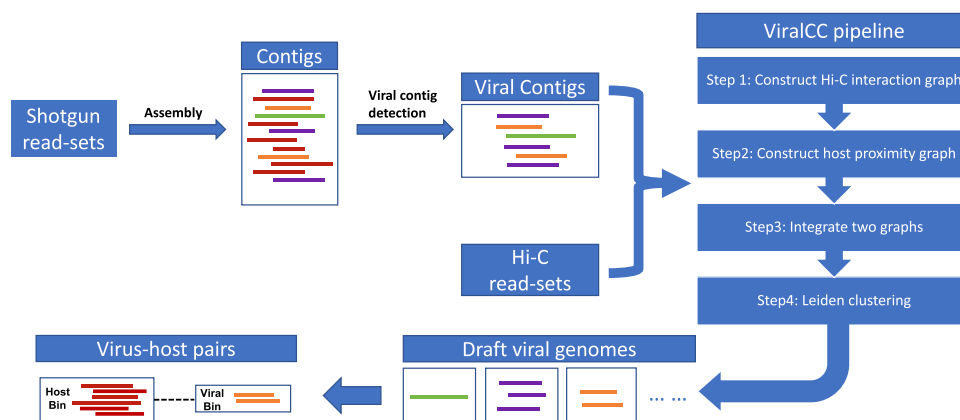 ViralCC pipeline
Contigs
Step 1: Construct Hi-C interaction graph
Shotgun
read-sets
Assembly
Viral contig
detection
Viral Contigs
Step2: Construct host proximity graph
Step3: Integrate two graphs
Hi-C
read-sets
Step4: Leiden clustering
Virus-host pairs
Draft viral genomes
Host
Bin
Viral
Bin
... ...